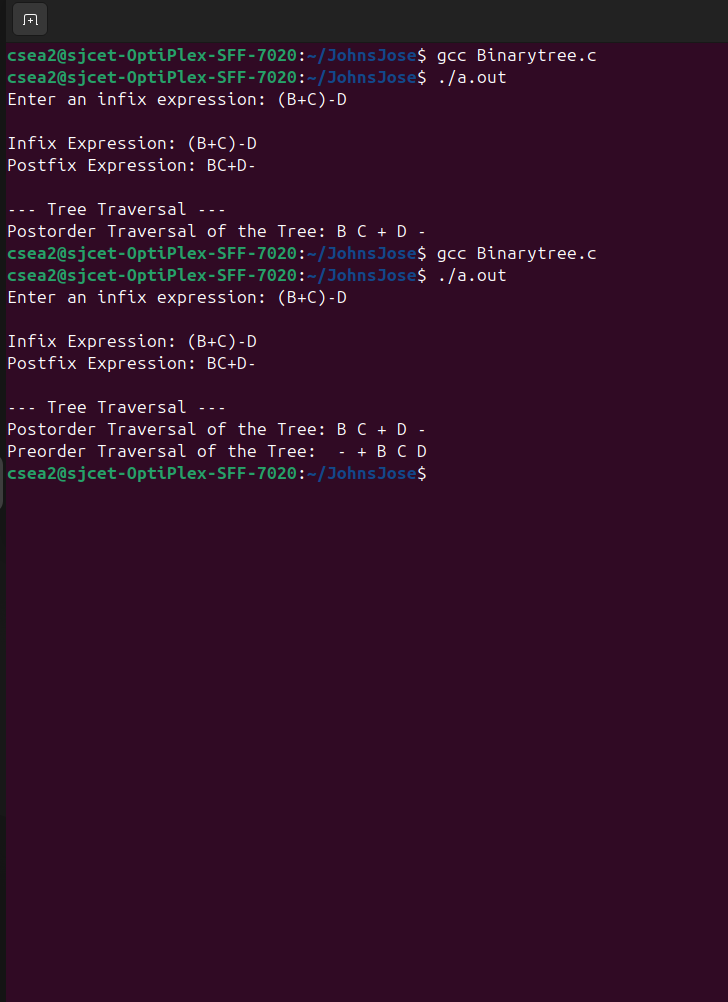 csea2@sjcet-OptiPlex-SFF-7020:~/JohnsJose$ gcc Binarytree.c
csea2@sjcet-OptiPlex-SFF-7020:~/JohnsJose$ ./a.out
Enter an infix expression: (B+C)-D

Infix Expression: (B+C)-D
Postfix Expression: BC+D-

--- Tree Traversal ---
Postorder Traversal of the Tree: B C + D -
csea2@sjcet-OptiPlex-SFF-7020:~/JohnsJose$ gcc Binarytree.c
csea2@sjcet-OptiPlex-SFF-7020:~/JohnsJose$ ./a.out
Enter an infix expression: (B+C)-D

Infix Expression: (B+C)-D
Postfix Expression: BC+D-

--- Tree Traversal ---
Postorder Traversal of the Tree: B C + D -
Preorder Traversal of the Tree:  - + B C D
csea2@sjcet-OptiPlex-SFF-7020:~/JohnsJose$